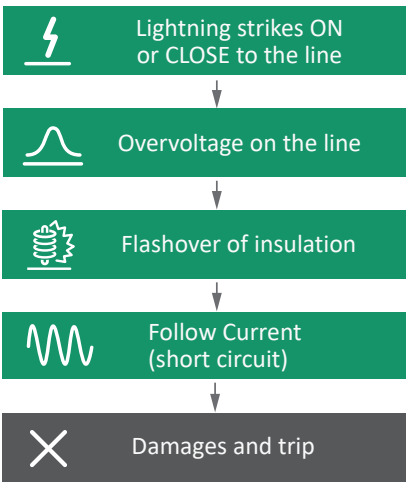 Lightning strikes ON
or CLOSE to the line
Overvoltage on the line
Flashover of insulation
Follow Current
(short circuit)
Damages and trip